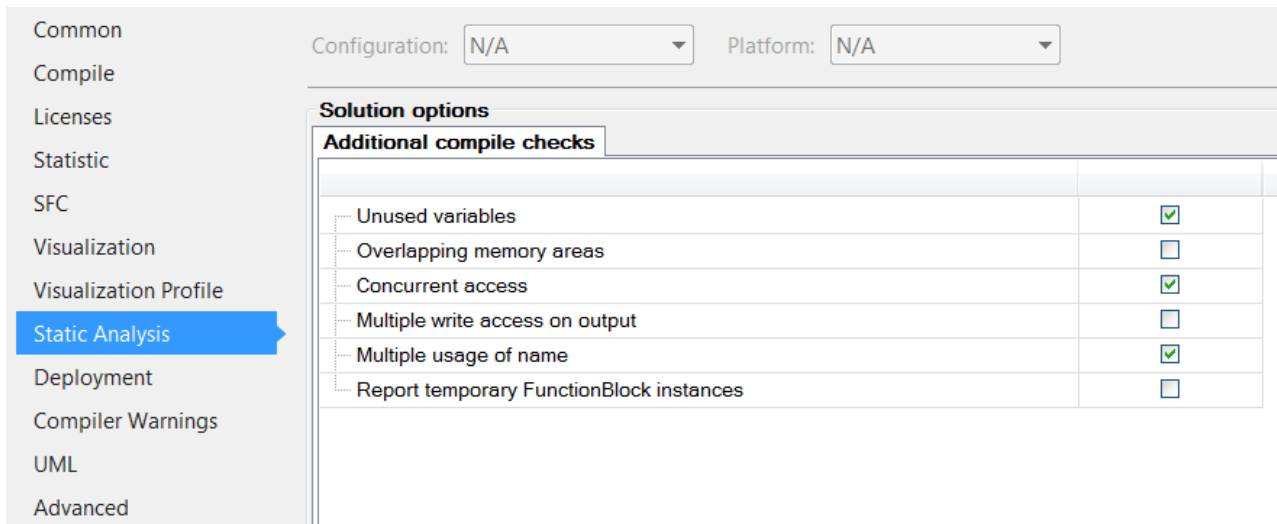 Common
Compile
Licenses
Statistic
SFC
Visualization
Visualization Profile
Static Analysis
Deployment
Compiler Warnings
UML
Advanced
Configuration: N/A Platform: N/A
Solution options
Additional compile checks
Unused variables
Overlapping memory areas
Concurrent access
Multiple write access on output
Multiple usage of name
Report temporary FunctionBlock instances